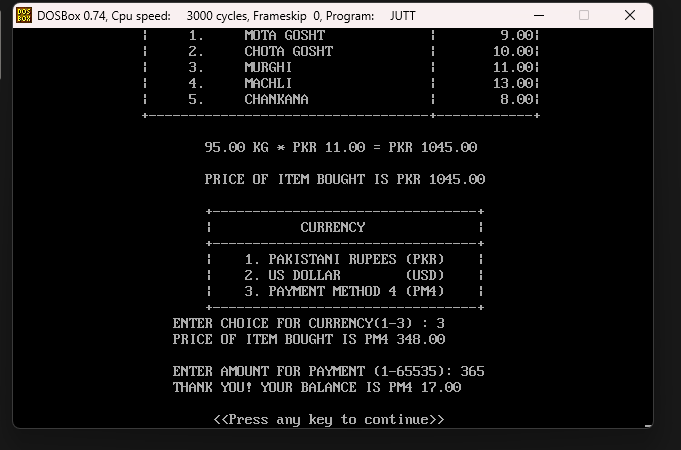 DOSBox 0.74, Cpu speed: 3000 cycles, Frameskip 0, Program: JUTT
1. MOTA GOSHT 9.00
2. CHOTA GOSHT 10.00
3. MURGHI 11.00
4. MACHLI 13.00
5. CHANKANA 8.00
95.00 KG * PKR 11.00 = PKR 1045.00
PRICE OF ITEM BOUGHT IS PKR 1045.00
CURRENCY
1. PAKISTANI RUPEES (PKR)
2. US DOLLAR (USD)
3. PAYMENT METHOD 4 (PM4)
ENTER CHOICE FOR CURRENCY(1-3) : 3
PRICE OF ITEM BOUGHT IS PM4 348.00
ENTER AMOUNT FOR PAYMENT (1-65535): 365
THANK YOU! YOUR BALANCE IS PM4 17.00
<<Press any key to continue>>